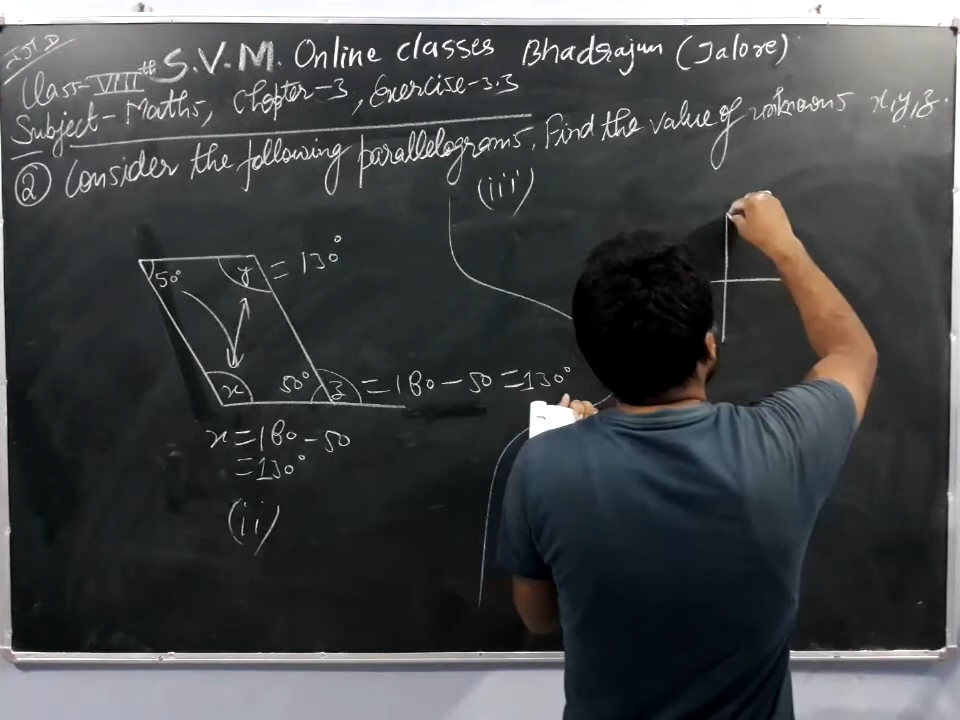 S.V.M. Online classes Bhadrajun (Jalore)
Class-VIIIth
Subject-Maths, Chapter-3, Exercise-3.3
② Consider the following parallelograms, Find the value of unknowns x,y,z.
(iii)
50° y = 130°
x 50° z = 180 - 50 = 130°
x = 180 - 50
= 130°
(ii)